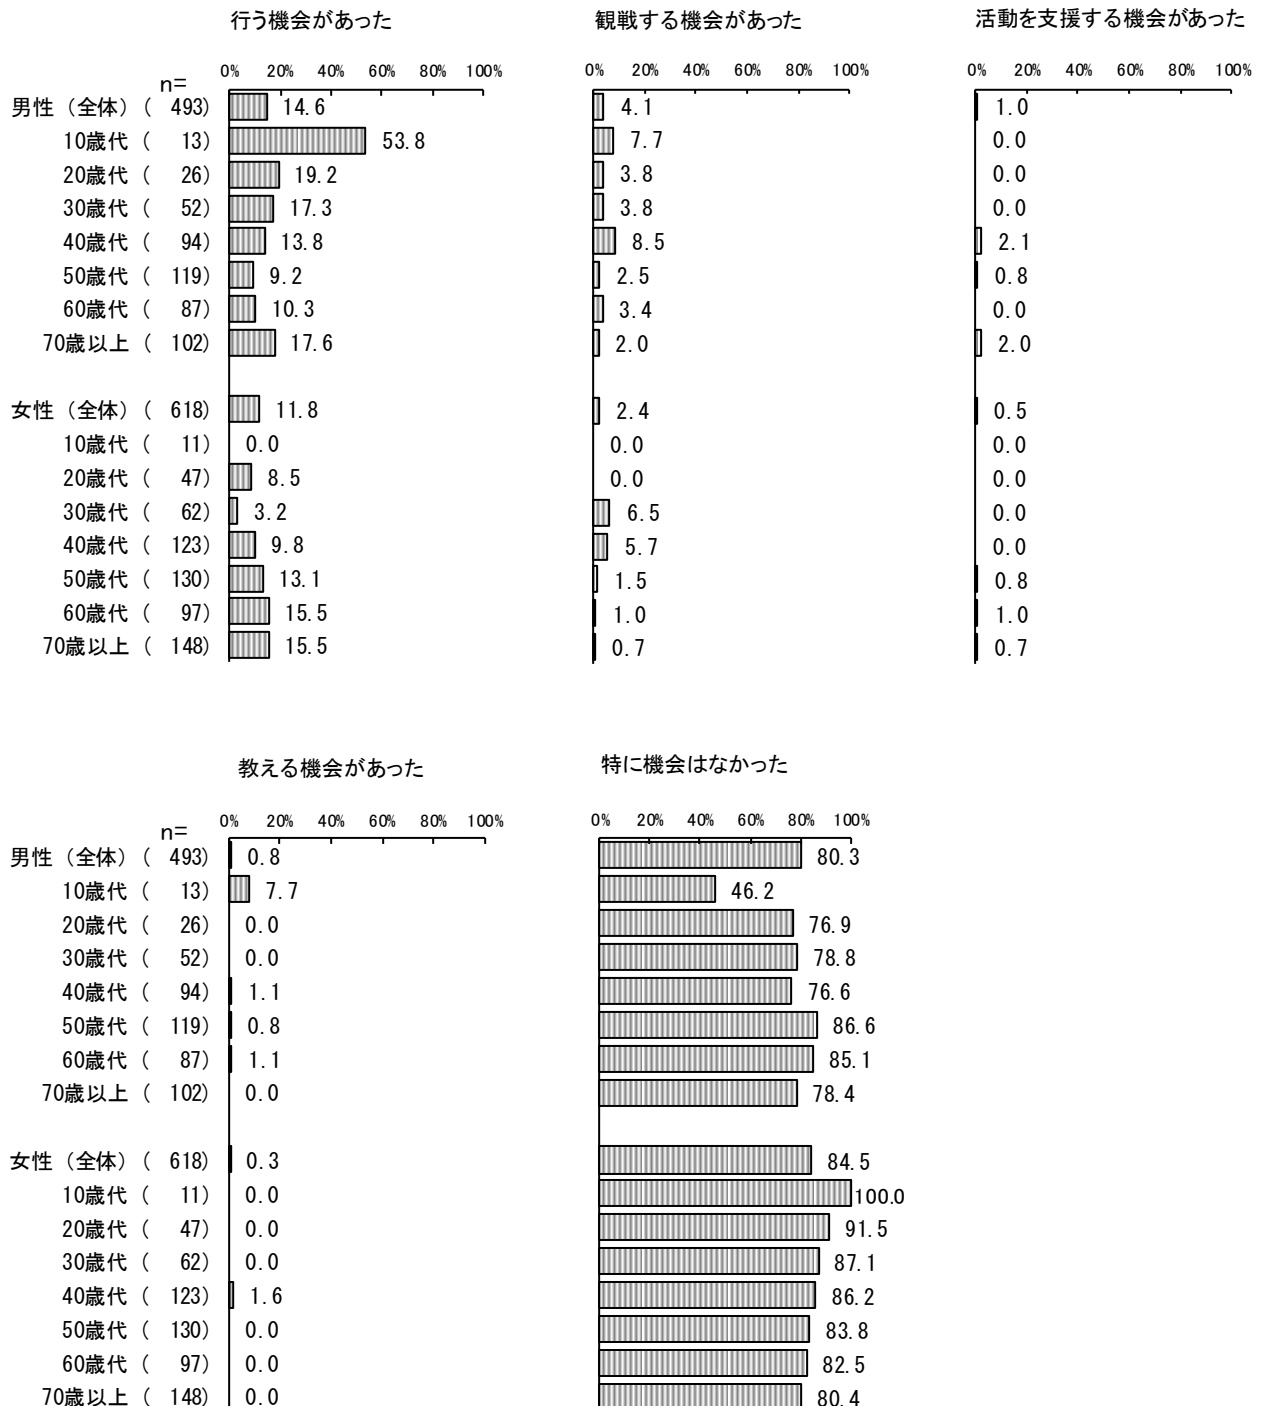 行う機会があった 観戦する機会があった 活動を支援する機会があった
n= 0% 20% 40% 60% 80% 100% 0% 20% 40% 60% 80% 100% 0% 20% 40% 60% 80% 100%
男性（全体）( 493) 14.6 4.1 1.0
10歳代 ( 13) 53.8 7.7 0.0
20歳代 ( 26) 19.2 3.8 0.0
30歳代 ( 52) 17.3 3.8 0.0
40歳代 ( 94) 13.8 8.5 2.1
50歳代 ( 119) 9.2 2.5 0.8
60歳代 ( 87) 10.3 3.4 0.0
70歳以上 ( 102) 17.6 2.0 2.0
女性（全体）( 618) 11.8 2.4 0.5
10歳代 ( 11) 0.0 0.0 0.0
20歳代 ( 47) 8.5 0.0 0.0
30歳代 ( 62) 3.2 6.5 0.0
40歳代 ( 123) 9.8 5.7 0.0
50歳代 ( 130) 13.1 1.5 0.8
60歳代 ( 97) 15.5 1.0 1.0
70歳以上 ( 148) 15.5 0.7 0.7
教える機会があった 特に機会はなかった
n= 0% 20% 40% 60% 80% 100% 0% 20% 40% 60% 80% 100%
男性（全体）( 493) 0.8 80.3
10歳代 ( 13) 7.7 46.2
20歳代 ( 26) 0.0 76.9
30歳代 ( 52) 0.0 78.8
40歳代 ( 94) 1.1 76.6
50歳代 ( 119) 0.8 86.6
60歳代 ( 87) 1.1 85.1
70歳以上 ( 102) 0.0 78.4
女性（全体）( 618) 0.3 84.5
10歳代 ( 11) 0.0 100.0
20歳代 ( 47) 0.0 91.5
30歳代 ( 62) 0.0 87.1
40歳代 ( 123) 1.6 86.2
50歳代 ( 130) 0.0 83.8
60歳代 ( 97) 0.0 82.5
70歳以上 ( 148) 0.0 80.4